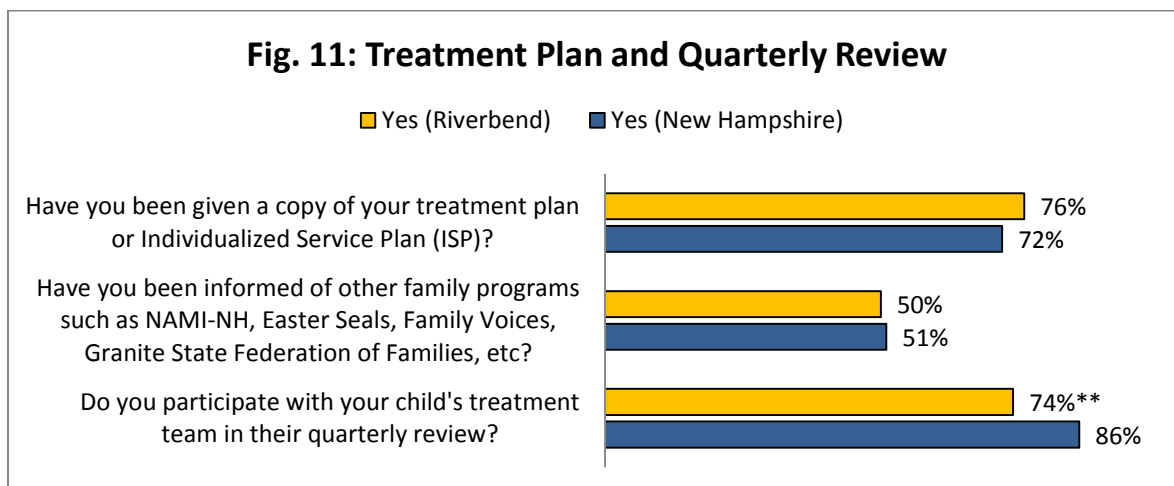 Fig. 11: Treatment Plan and Quarterly Review
Yes (Riverbend) Yes (New Hampshire)
Have you been given a copy of your treatment plan
or Individualized Service Plan (ISP)?
76%
72%
Have you been informed of other family programs
such as NAMI-NH, Easter Seals, Family Voices,
Granite State Federation of Families, etc?
50%
51%
Do you participate with your child's treatment
team in their quarterly review?
74%**
86%